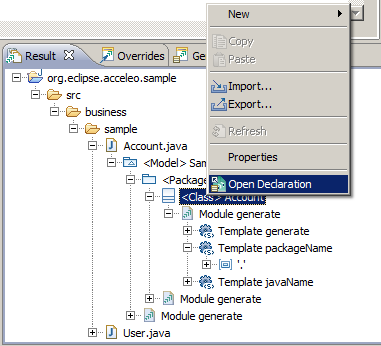 New
Copy
Paste
Import...
Export...
Refresh
Properties
Open Declaration
Result
Overrides
org.eclipse.acceleo.sample
src
business
sample
Account.java
<Model> Sam
<Package
<Class> Account
Module generate
Template generate
Template packageName
'.'
Template javaName
Module generate
Module generate
User.java